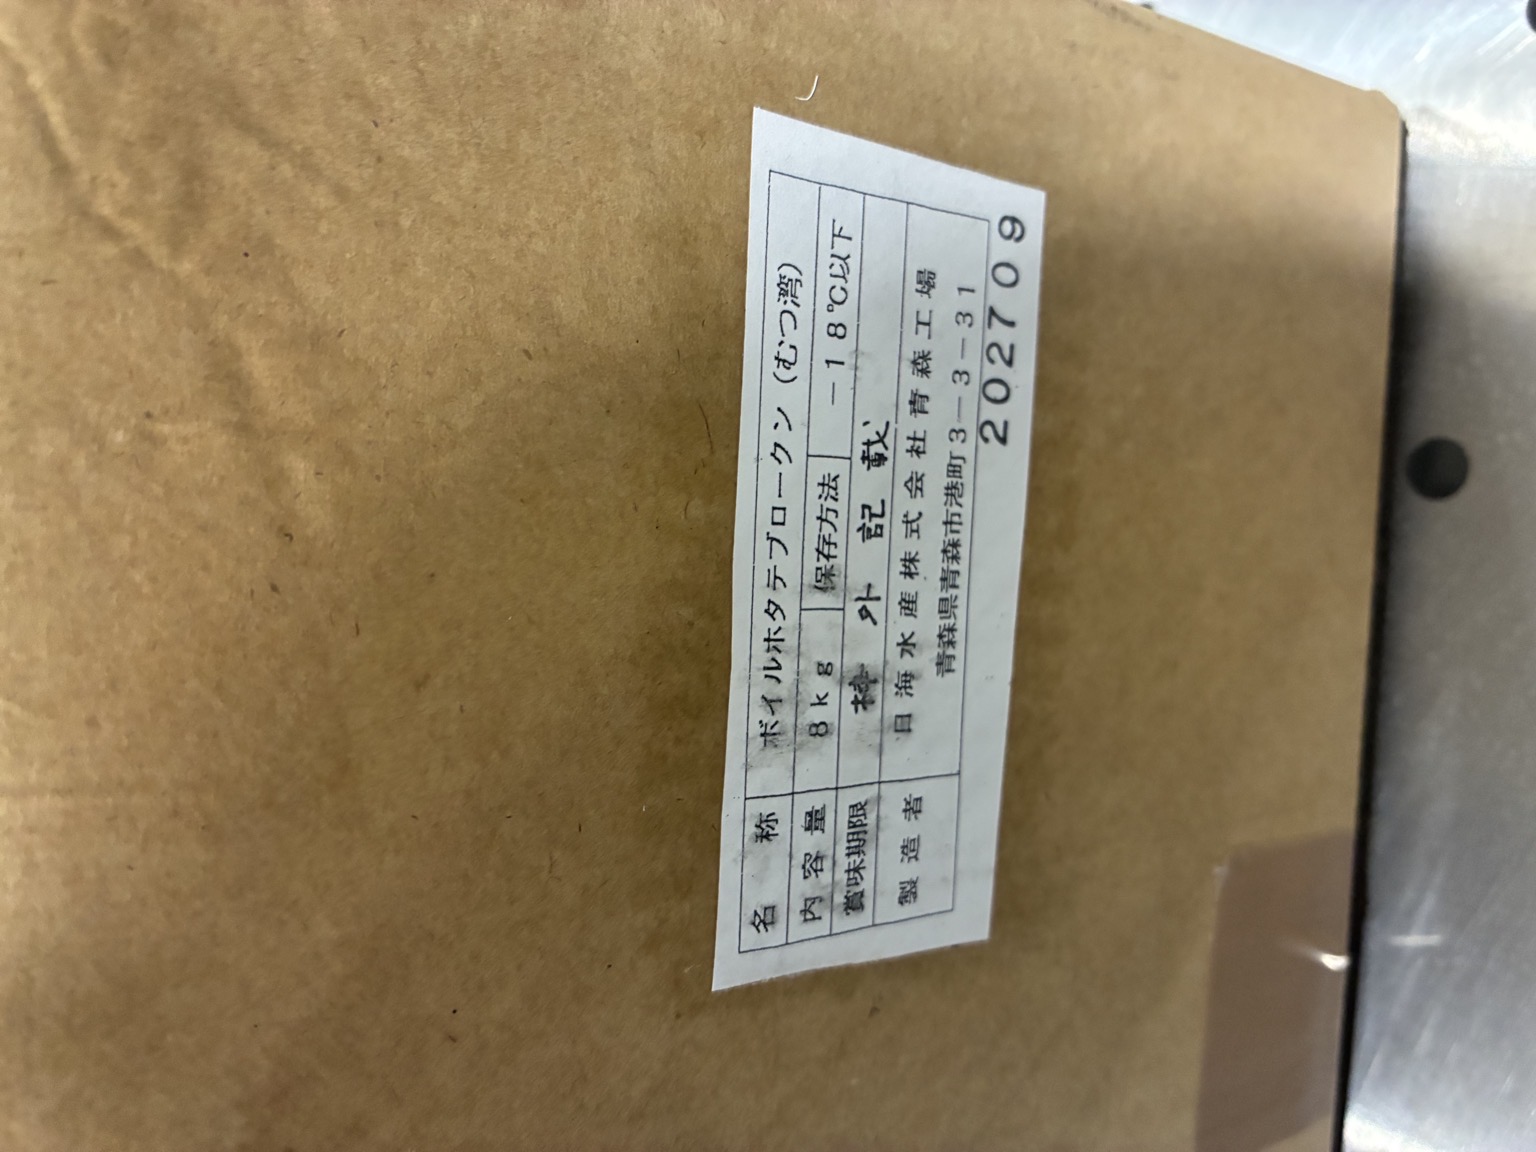 名称 ボイルホタテブロークン（むつ湾）
内容量 8kg 保存方法 －18℃以下
賞味期限 枠外記載
製造者 日海水産株式会社青森工場
青森県青森市港町3－3－31
202709